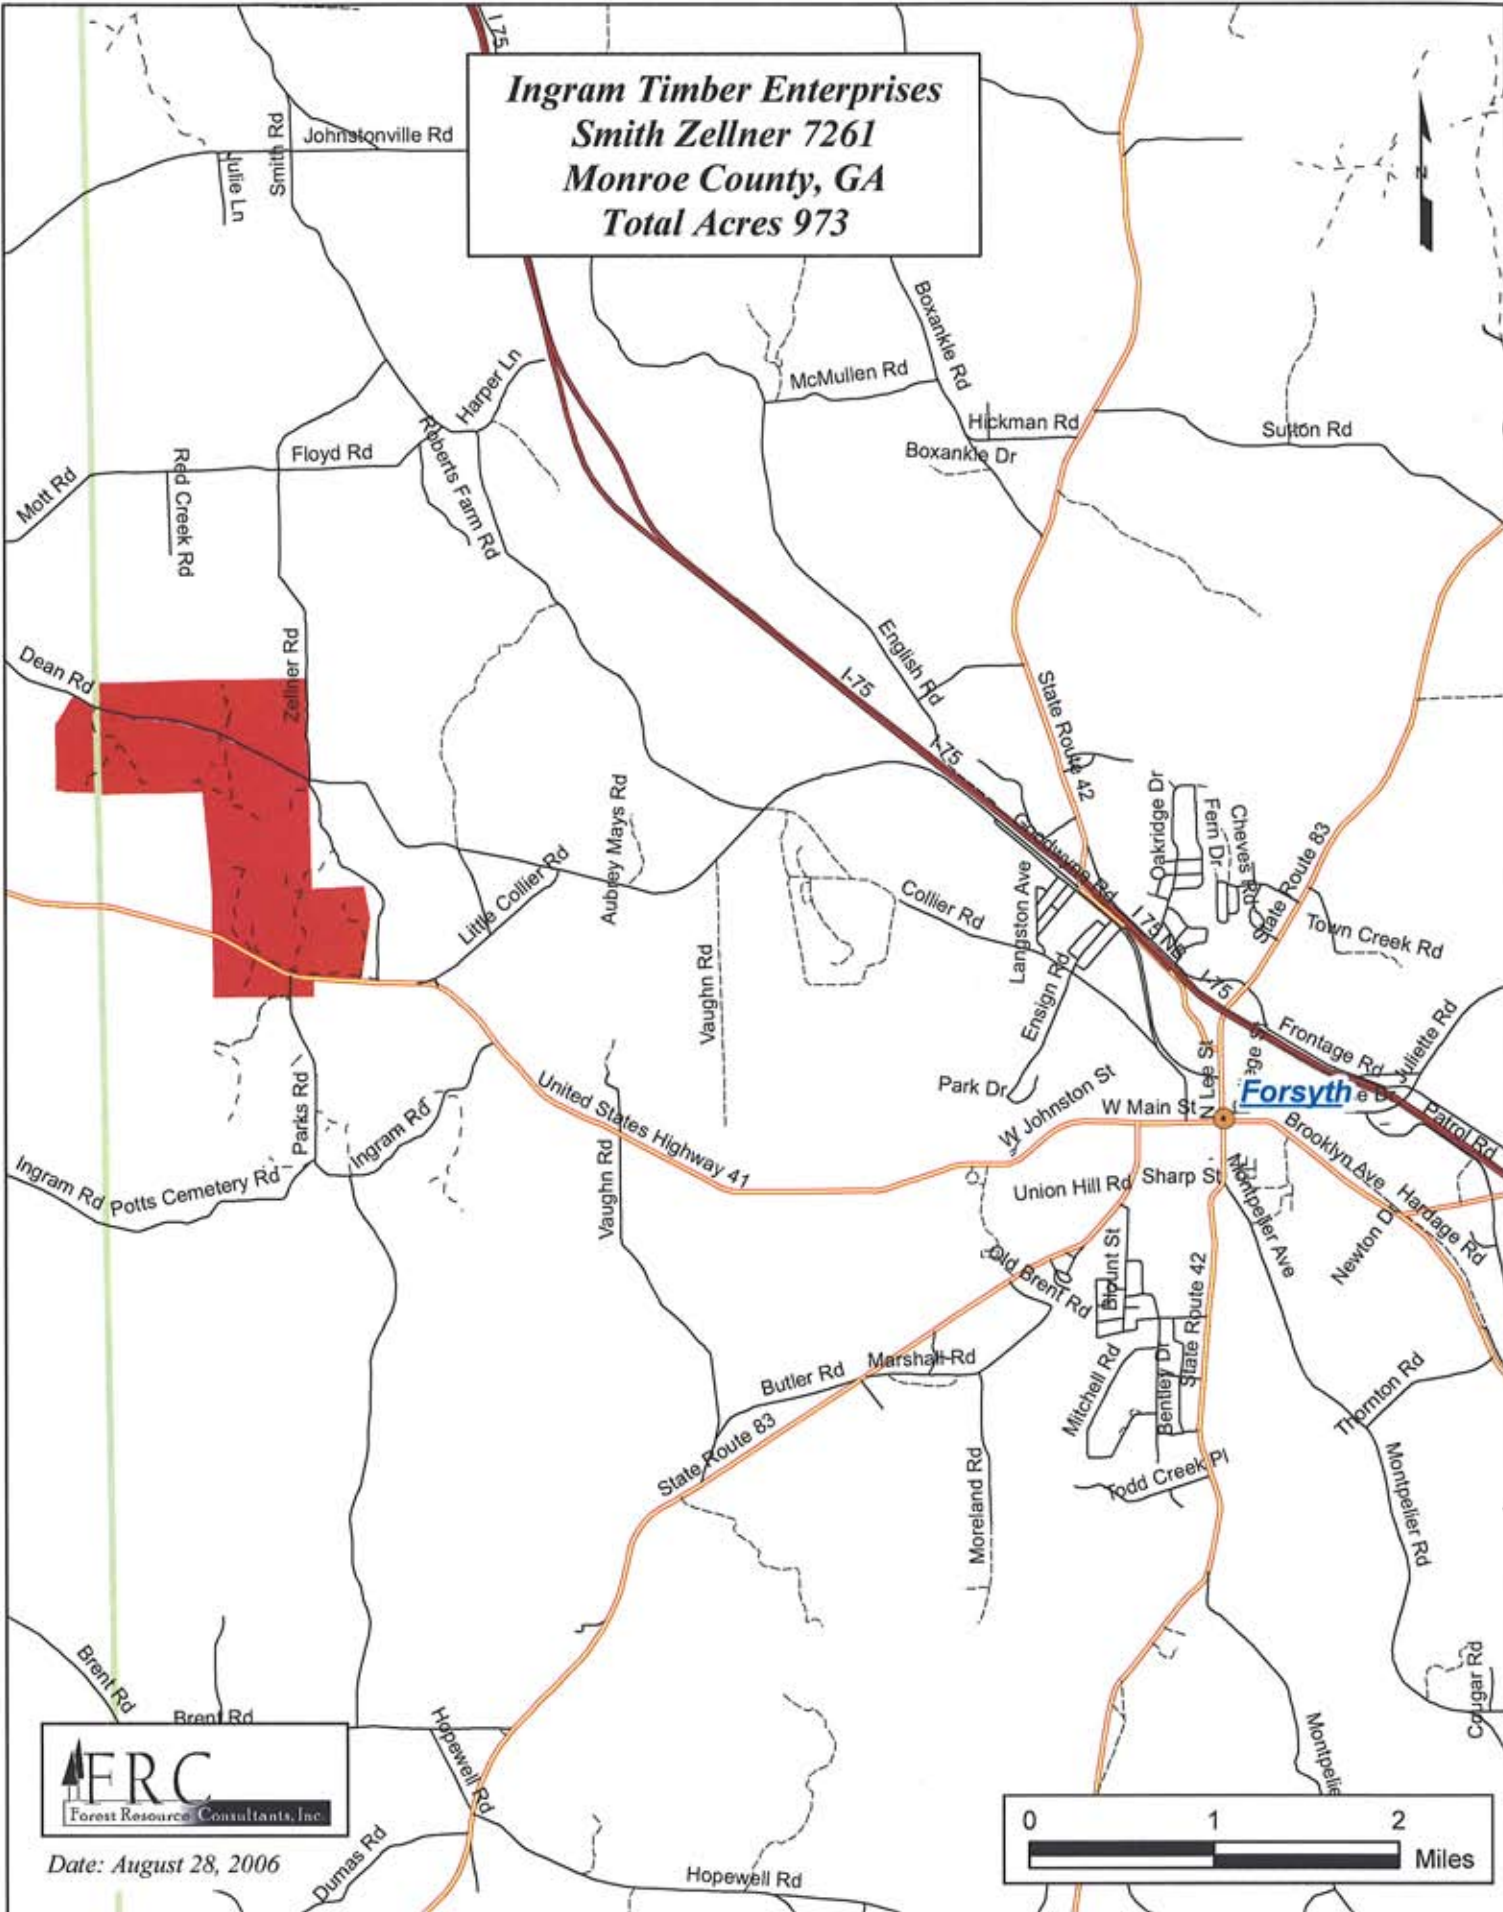 I 75
Ingram Timber Enterprises
Smith Zellner 7261
Monroe County, GA
Total Acres 973
Johnstonville Rd
Smith Rd
Julie Ln
N
Boxankle Rd
McMullen Rd
Harper Ln
Hickman Rd
Sutton Rd
Boxankle Dr
Floyd Rd
Roberts Farm Rd
Mott Rd
Red Creek Rd
Zellner Rd
Dean Rd
English Rd
I-75
I-75
State Route 42
Oakridge Dr
Fern Dr
Cheves Rd
State Route 83
Aubrey Mays Rd
Goodwyne Rd
Little Collier Rd
Collier Rd
Langston Ave
I 75 NB
Town Creek Rd
Vaughn Rd
Ensign Rd
I-75
Frontage Rd
Juliette Rd
N Lee St
Park Dr
W Johnston St
W Main St
Forsyth
e Dr
Patrol Rd
United States Highway 41
Parks Rd
Ingram Rd
Brooklyn Ave
Ingram Rd
Potts Cemetery Rd
Vaughn Rd
Union Hill Rd
Sharp St
Montpelier Ave
Hardage Rd
Newton D
Old Brent Rd
Blount St
State Route 42
Marshall Rd
Butler Rd
Mitchell Rd
Bentley Dr
Thornton Rd
State Route 83
Moreland Rd
Todd Creek Pl
Montpelier Rd
Brent Rd
Brent Rd
Hopewell Rd
Montpelie
Cougar Rd
FRC
Forest Resource Consultants, Inc.
Date: August 28, 2006
Dumas Rd
Hopewell Rd
0 1 2
Miles